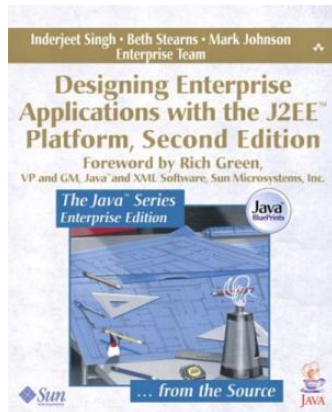 Inderjeet Singh • Beth Stearns • Mark Johnson
Enterprise Team
Designing Enterprise
Applications with the J2EE™
Platform, Second Edition
Foreword by Rich Green,
VP and GM, Java™ and XML Software, Sun Microsystems, Inc.
The Java™ Series
Enterprise Edition
Java™
BluePrints
... from the Source
Sun
JAVA